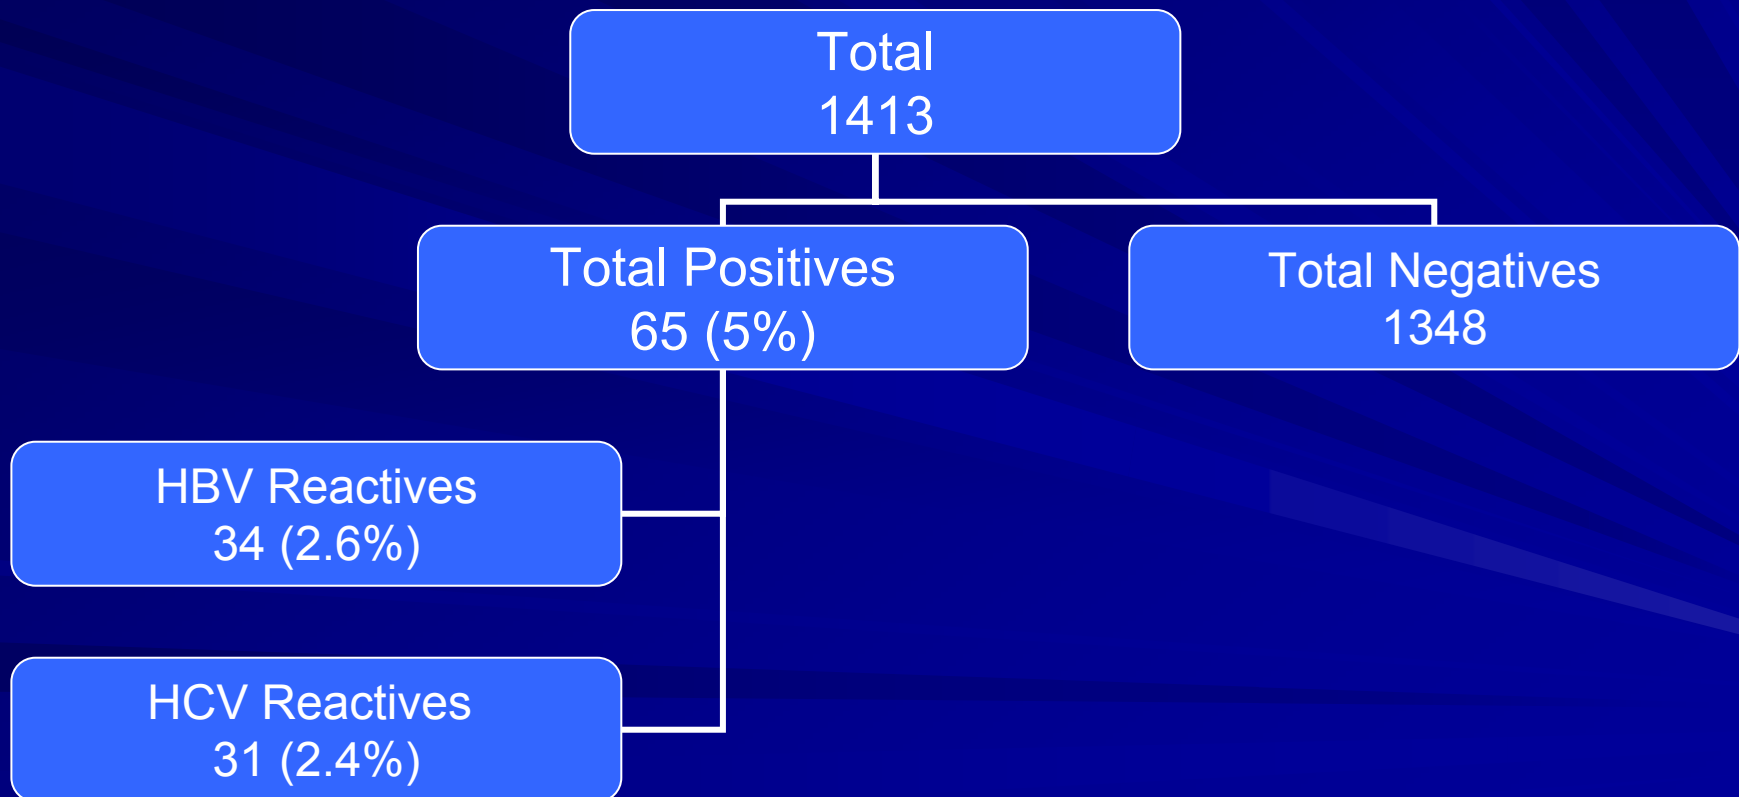 Total
1413
Total Positives
65 (5%)
Total Negatives
1348
HBV Reactives
34 (2.6%)
HCV Reactives
31 (2.4%)